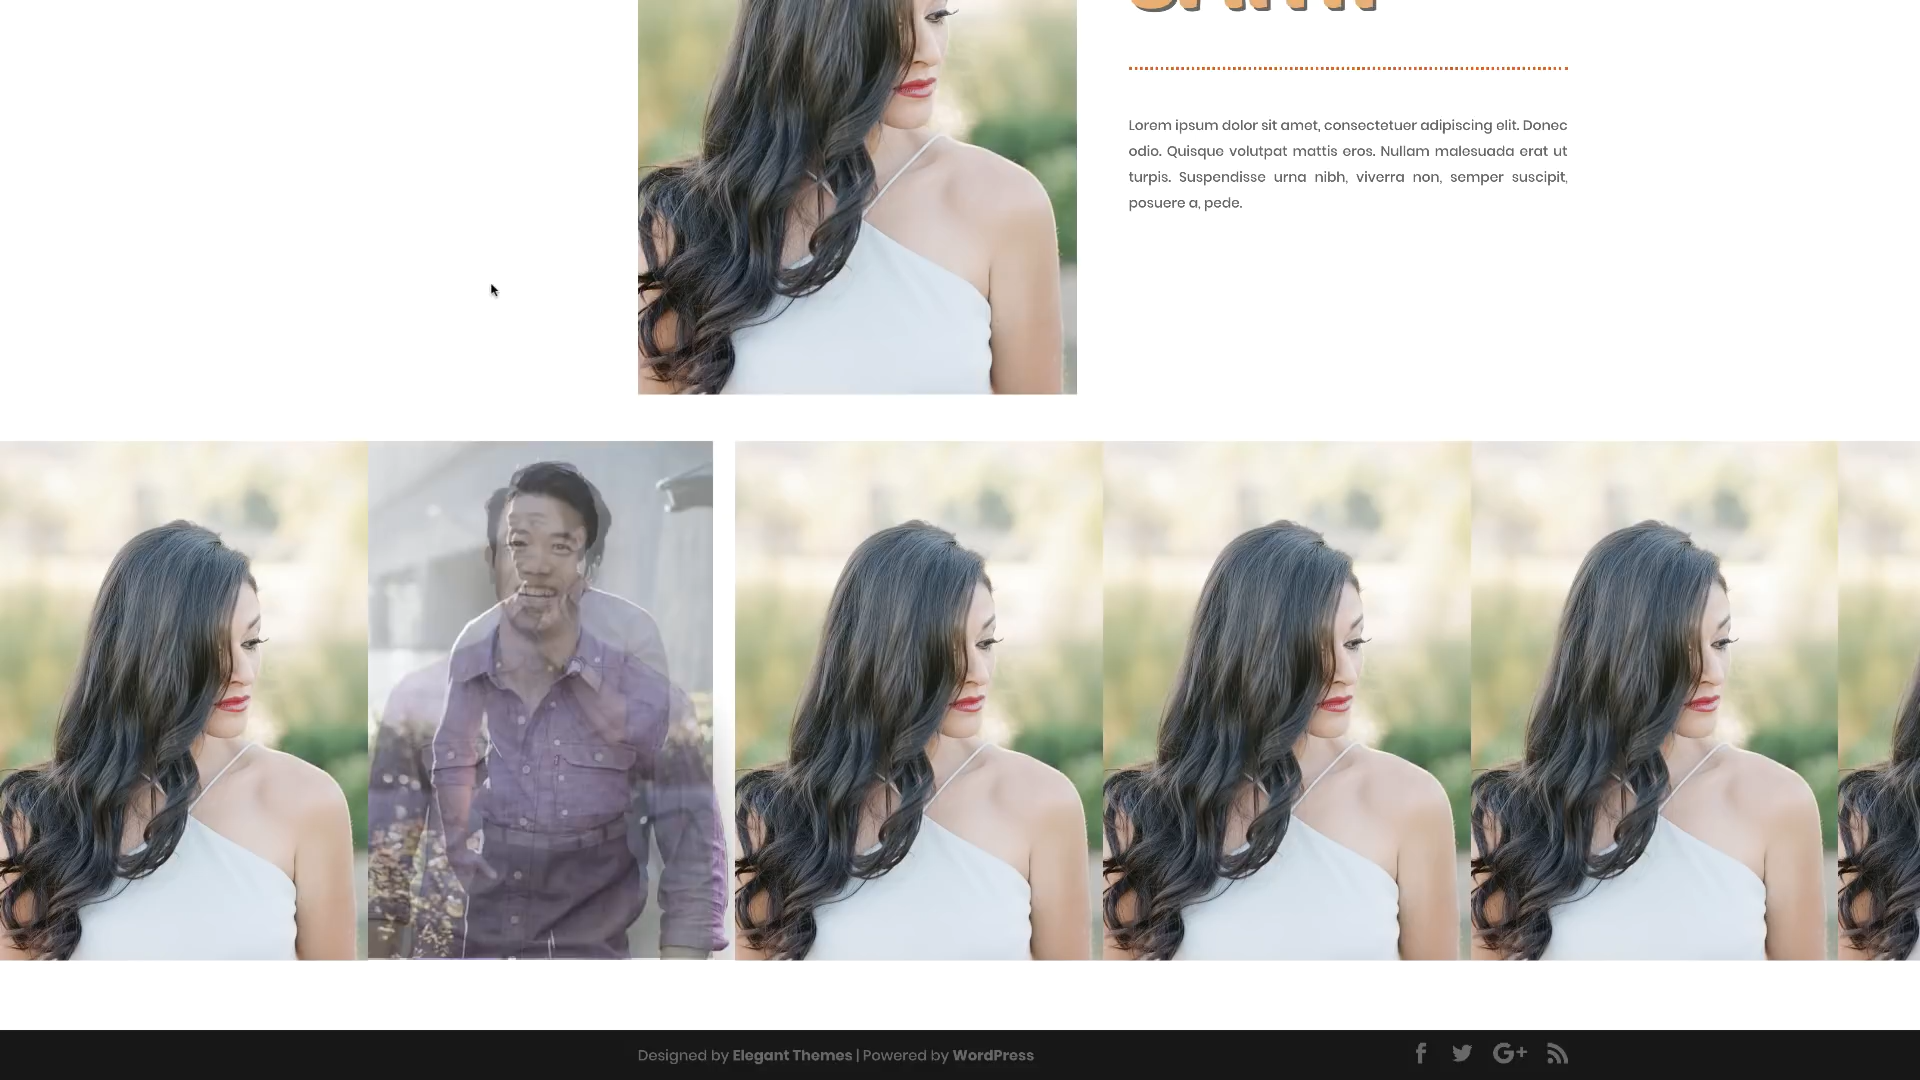 Lorem ipsum dolor sit amet, consectetuer adipiscing elit. Donec
odio. Quisque volutpat mattis eros. Nullam malesuada erat ut
turpis. Suspendisse urna nibh, viverra non, semper suscipit,
posuere a, pede.
Designed by Elegant Themes | Powered by WordPress